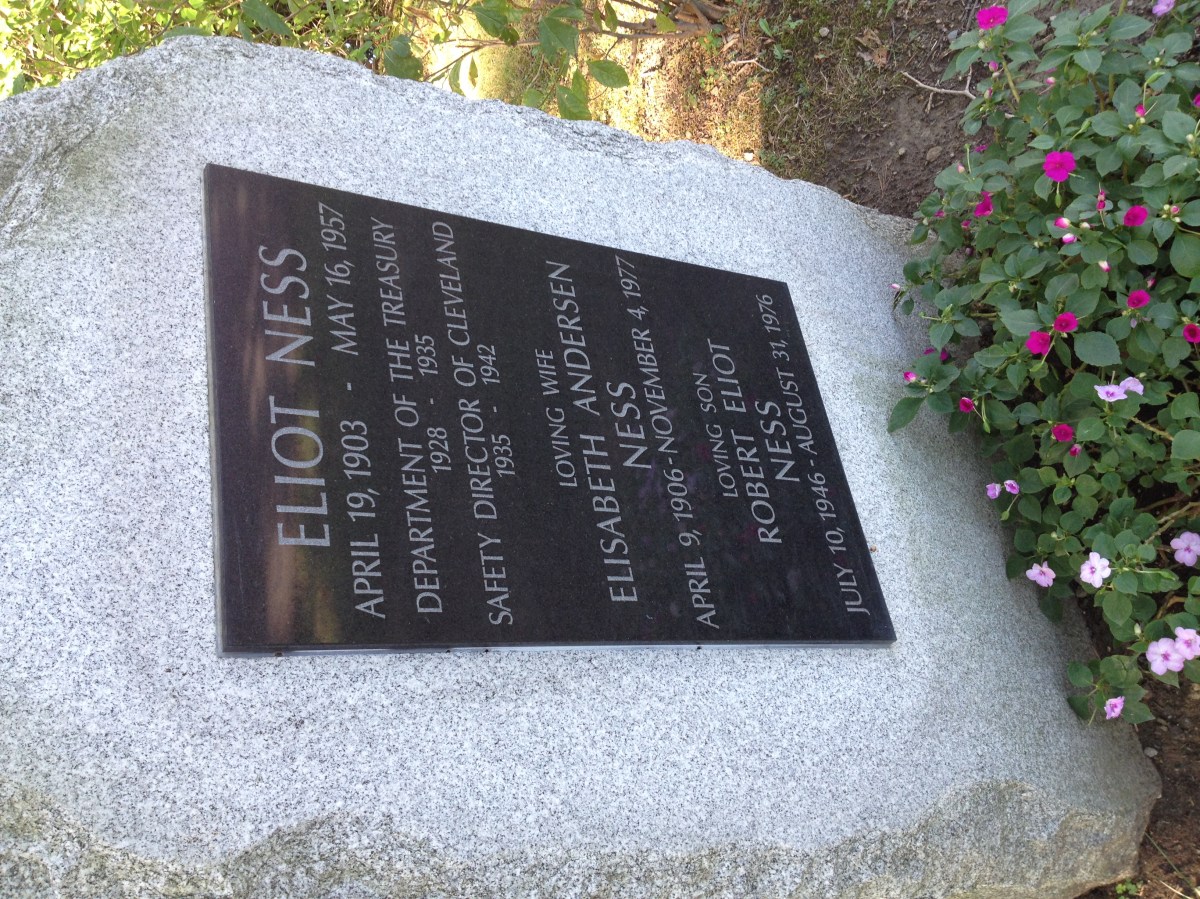 ELIOT NESS
APRIL 19, 1903 - MAY 16, 1957
DEPARTMENT OF THE TREASURY
1928 - 1935
SAFETY DIRECTOR OF CLEVELAND
1935 - 1942
LOVING WIFE
ELISABETH ANDERSEN
NESS
APRIL 9, 1906 - NOVEMBER 4, 1977
LOVING SON
ROBERT ELIOT
NESS
JULY 10, 1946 - AUGUST 31, 1976